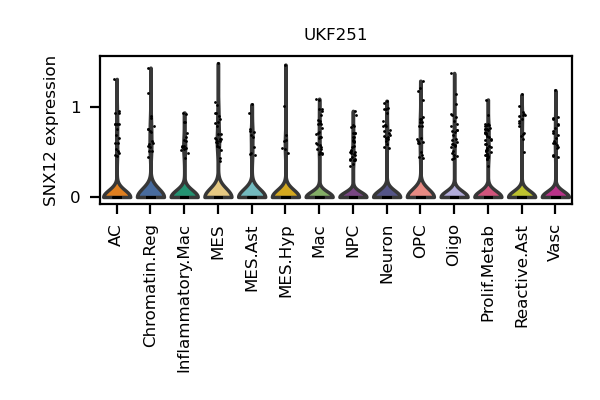 UKF251
SNX12 expression
1
0
AC
Chromatin.Reg
Inflammatory.Mac
MES
MES.Ast
MES.Hyp
Mac
NPC
Neuron
OPC
Oligo
Prolif.Metab
Reactive.Ast
Vasc